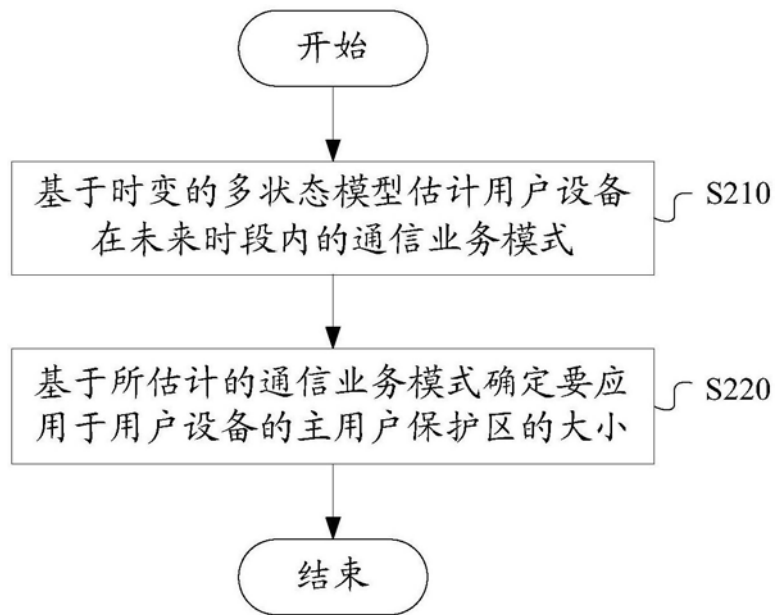 开始
基于时变的多状态模型估计用户设备
在未来时段内的通信业务模式
S210
基于所估计的通信业务模式确定要应
用于用户设备的主用户保护区的大小
S220
结束